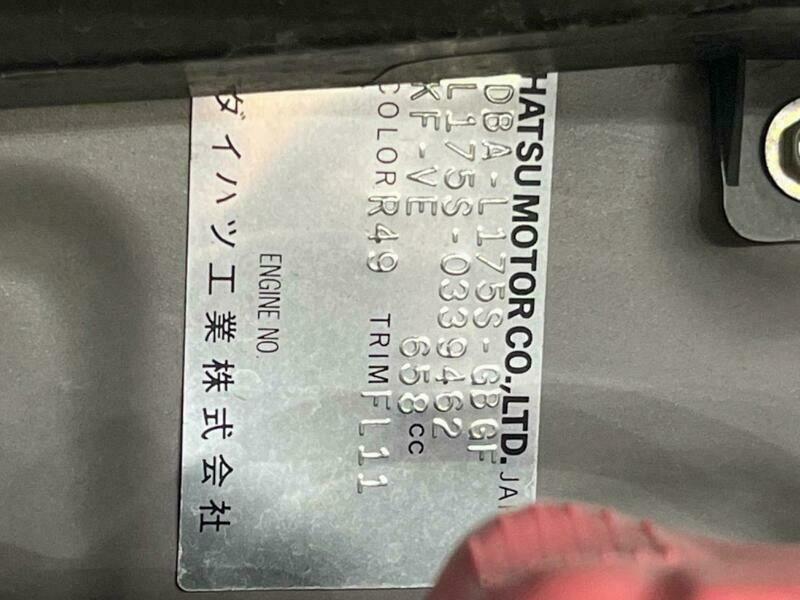 HATSU MOTOR CO., LTD. JA
DBA-L175S-GBGF
L175S-0339462
KF-VE 658 CC
COLOR R49 TRIM FL11
ENGINE NO.
ダイハツ工業株式会社